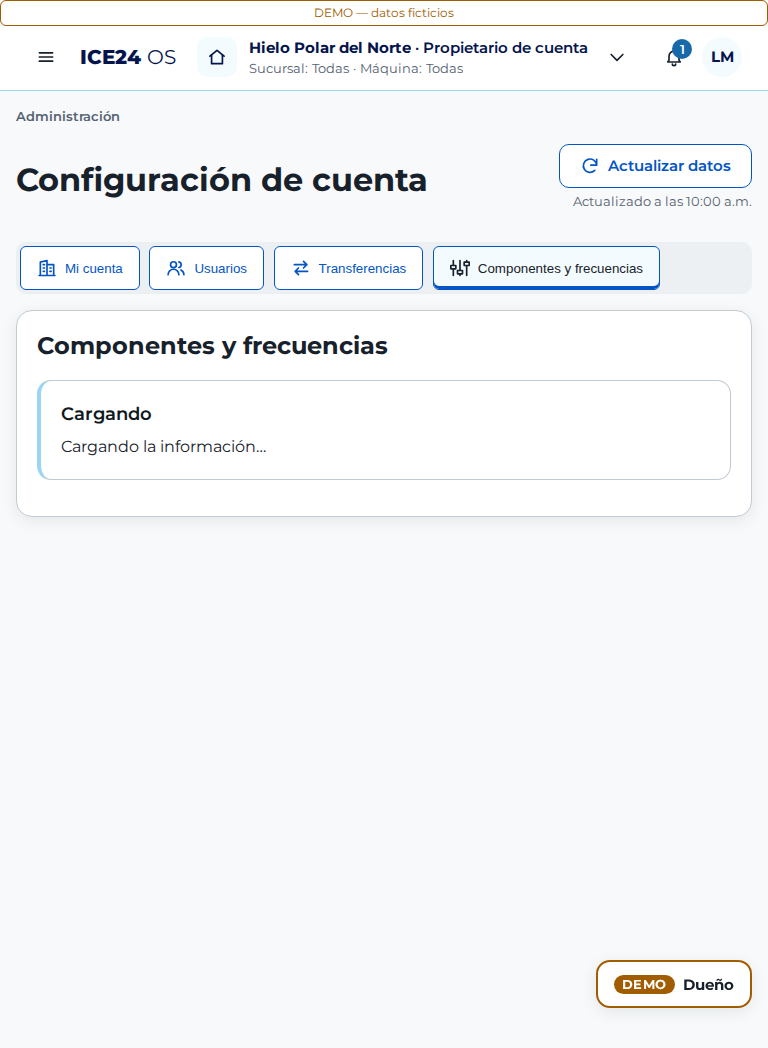 DEMO — datos ficticios
ICE24 OS
Hielo Polar del Norte · Propietario de cuenta
Sucursal: Todas · Máquina: Todas
1
LM
Administración
Configuración de cuenta
Actualizar datos
Actualizado a las 10:00 a.m.
Mi cuenta
Usuarios
Transferencias
Componentes y frecuencias
Componentes y frecuencias
Cargando
Cargando la información...
DEMO Dueño